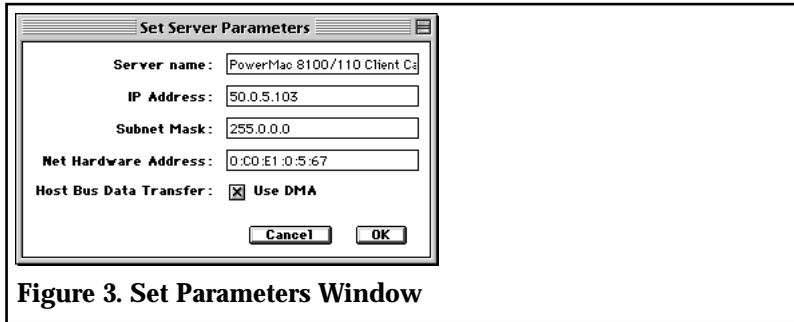 Set Server Parameters
Server name: PowerMac 8100/110 Client Ca
IP Address: 50.0.5.103
Subnet Mask: 255.0.0.0
Net Hardware Address: 0:C0:E1:0:5:67
Host Bus Data Transfer: Use DMA
Cancel OK
Figure 3. Set Parameters Window